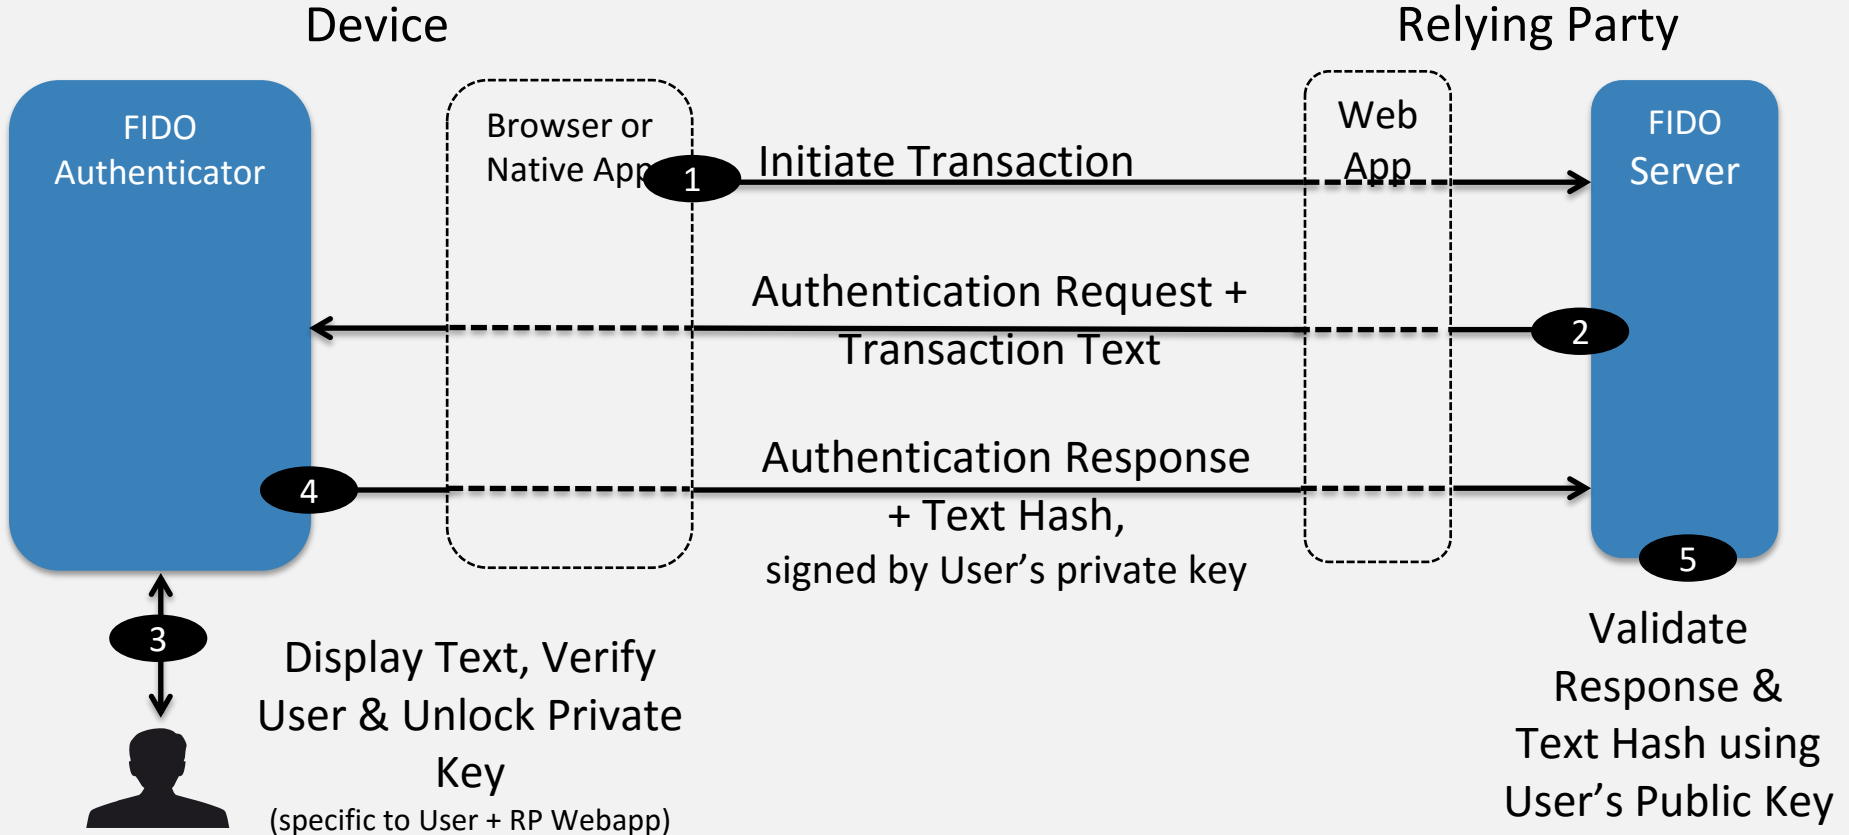 Device
Relying Party
FIDO
Authenticator
Browser or
Native App
Web
App
FIDO
Server
1
Initiate Transaction
Authentication Request +
Transaction Text
2
4
Authentication Response
+ Text Hash,
signed by User’s private key
3
Display Text, Verify
User & Unlock Private
Key
(specific to User + RP Webapp)
5
Validate
Response &
Text Hash using
User’s Public Key